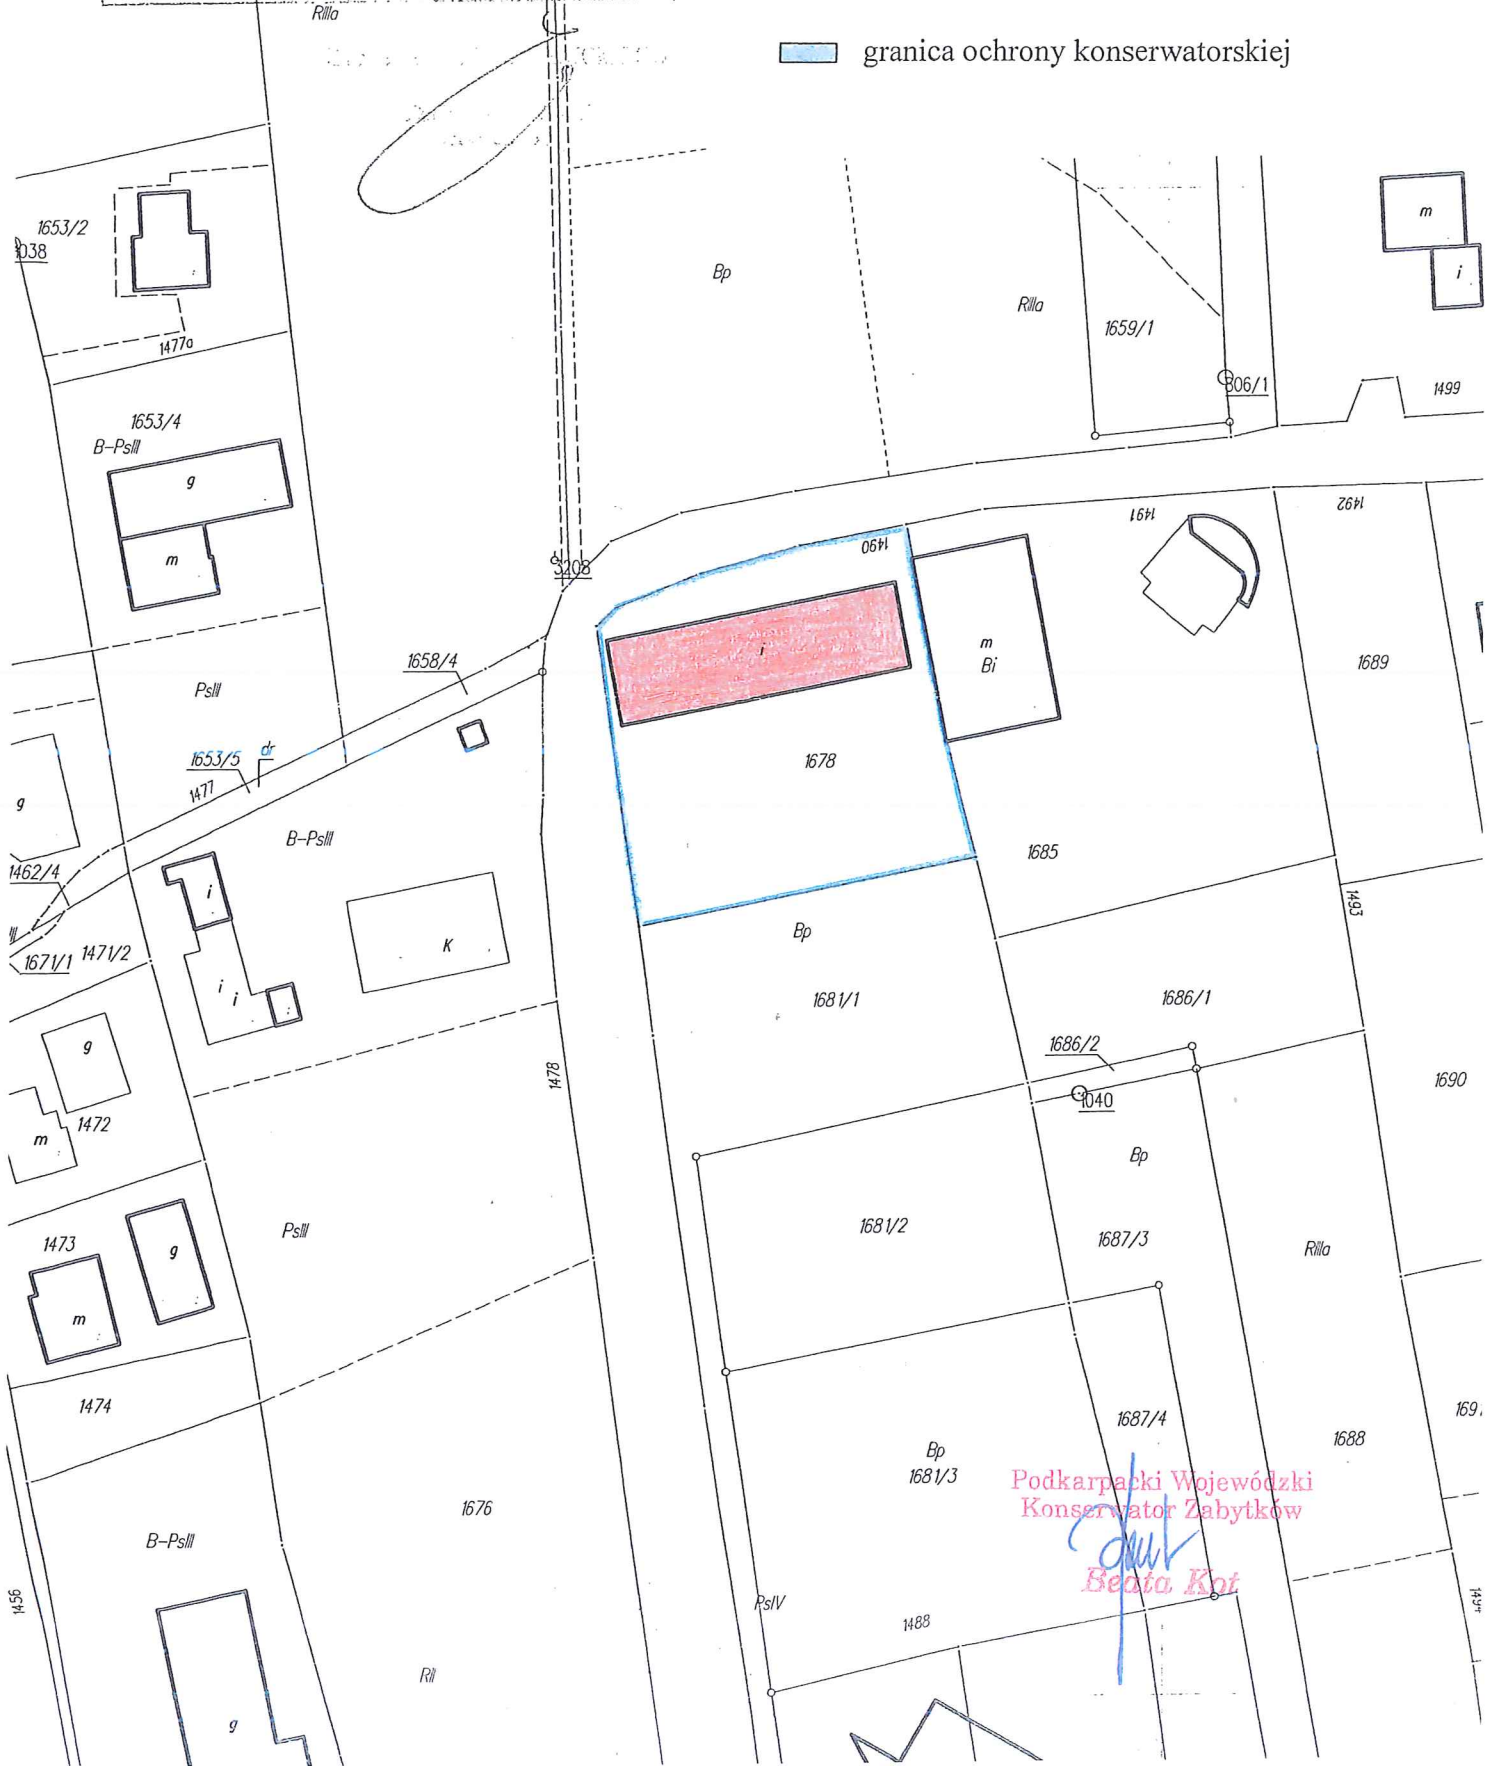 RIIIa
granica ochrony konserwatorskiej
1653/2
1038
m
Bp
i
RIIIa
1659/1
1477a
806/1
1499
1653/4
B-PsIII
g
m
1492
1491
1490
3208
i
m
Bi
1658/4
1689
PsIII
1653/5
dr
1678
1477
g
B-PsIII
1685
1462/4
i
1493
Bp
K
1671/1
1471/2
i
i
1681/1
1686/1
g
1686/2
1478
1690
1040
1472
m
Bp
1681/2
PsIII
1687/3
1473
g
RIIIa
m
1474
1687/4
1688
Bp
1681/3
Podkarpacki Wojewódzki
Konserwator Zabytków
1676
B-PsIII
Beata Kot
PsIV
1456
1488
1494
RII
g